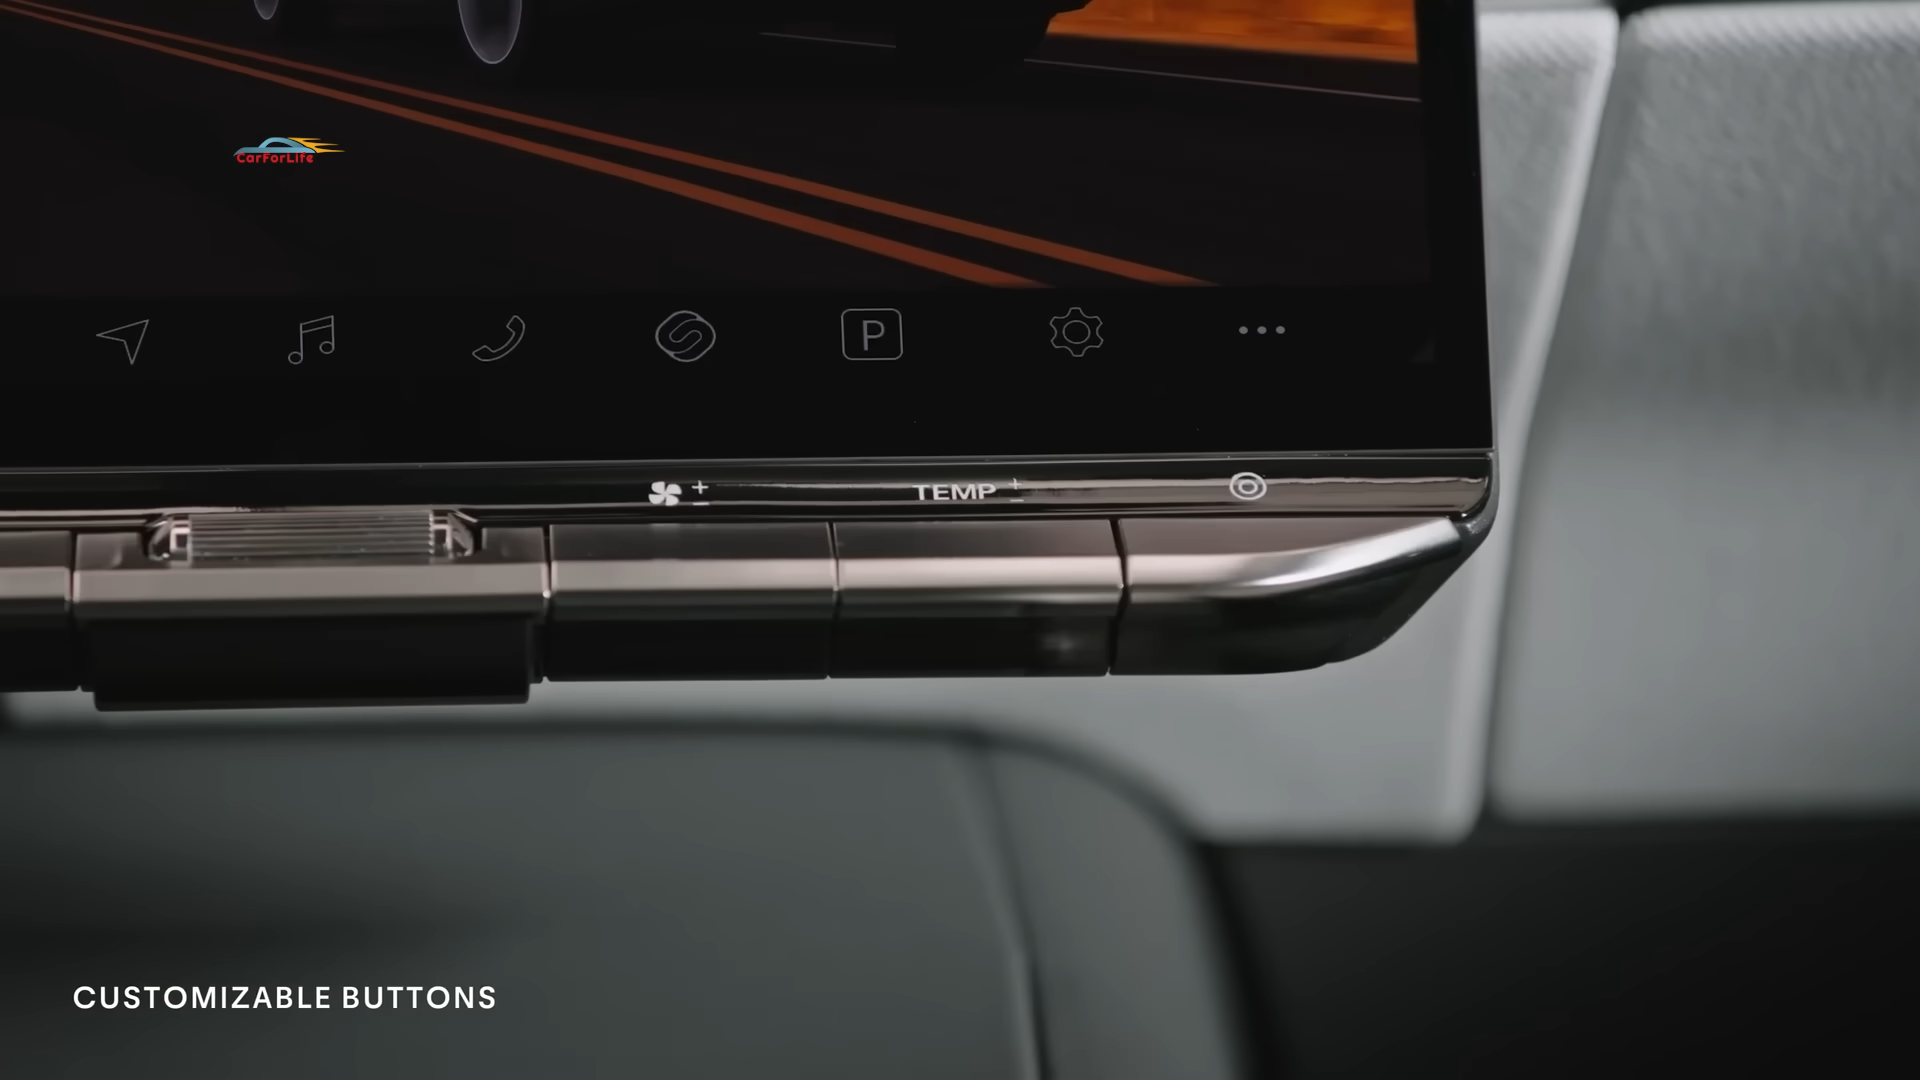 CarForLife
P
+
−
TEMP +
−
CUSTOMIZABLE BUTTONS